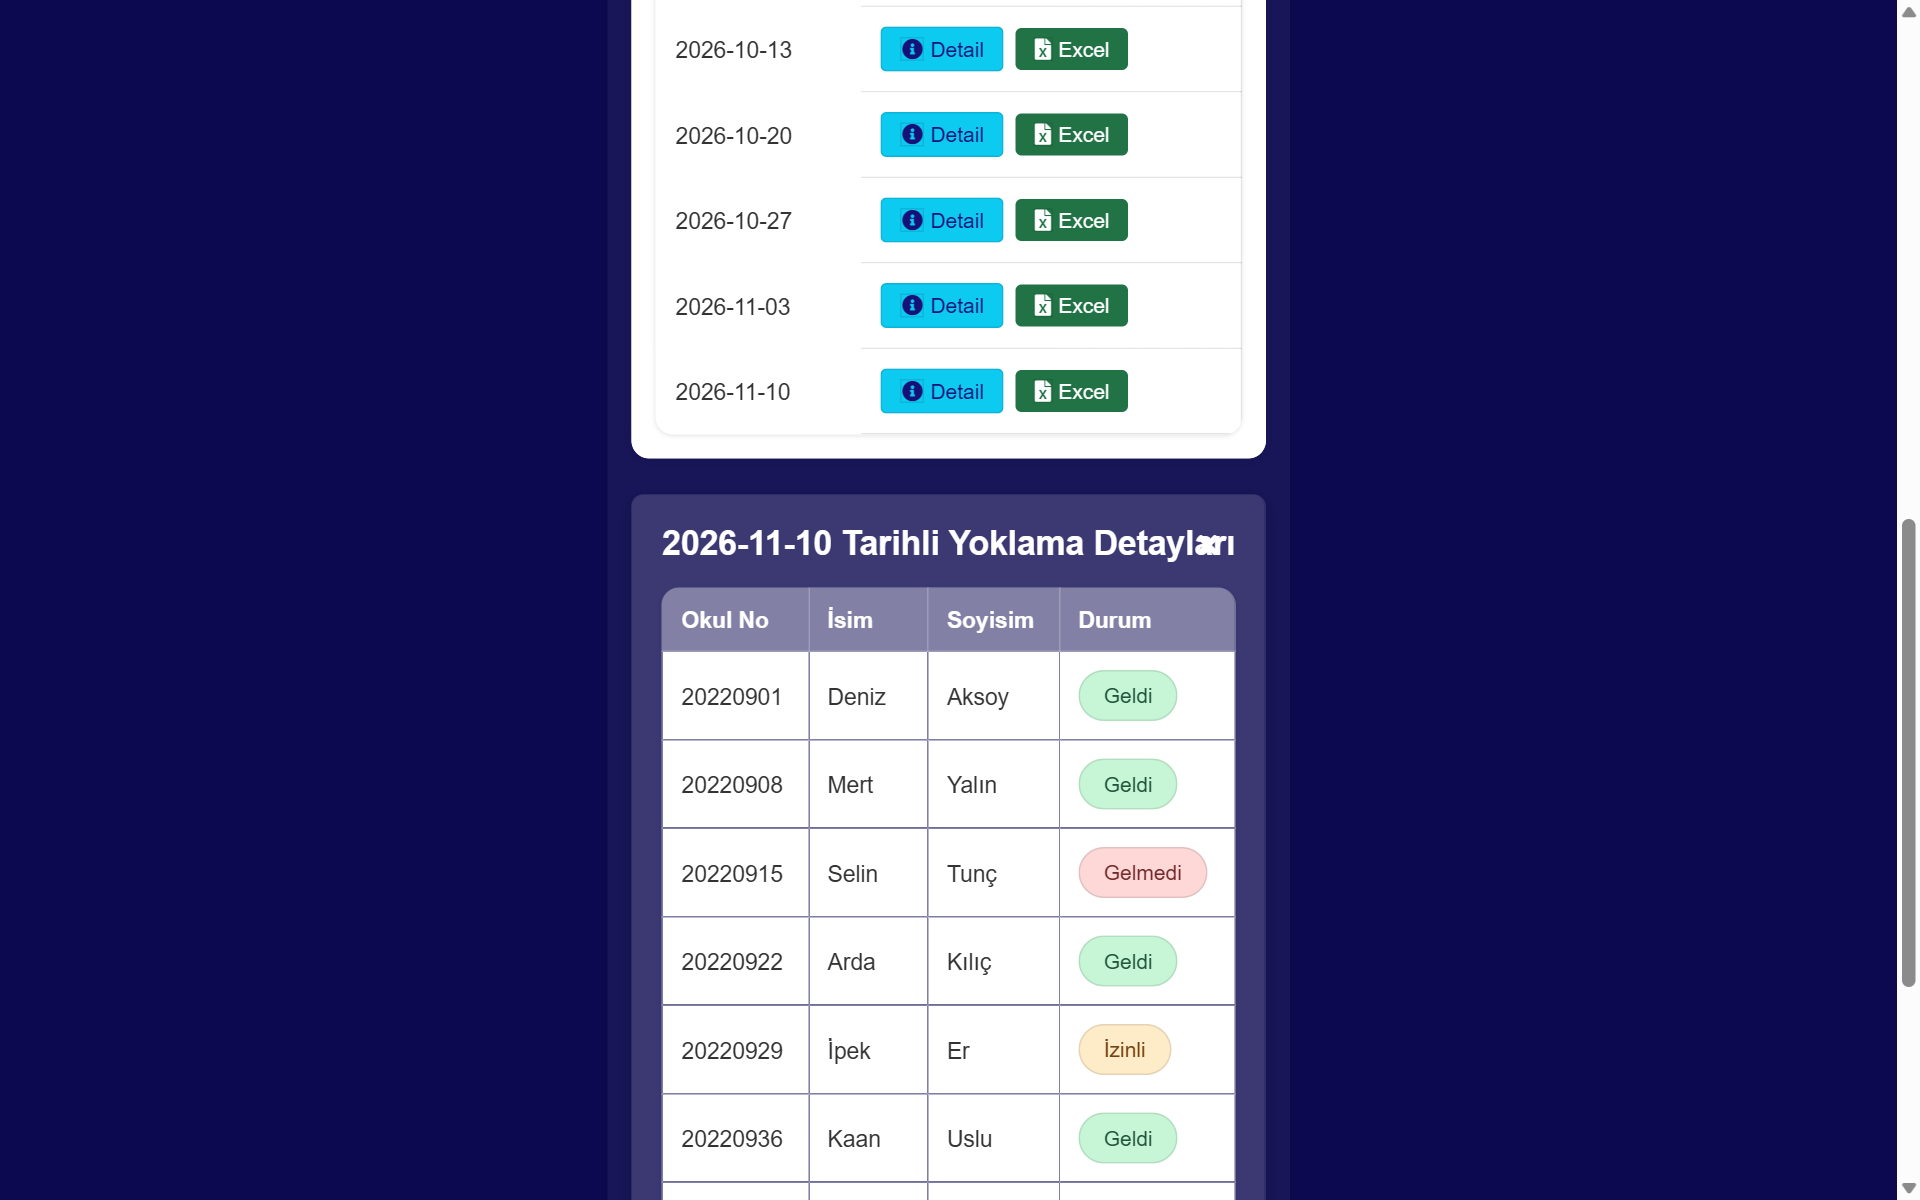 2026-10-13 Detail Excel
2026-10-20 Detail Excel
2026-10-27 Detail Excel
2026-11-03 Detail Excel
2026-11-10 Detail Excel
2026-11-10 Tarihli Yoklama Detayları
Okul No İsim Soyisim Durum
20220901 Deniz Aksoy Geldi
20220908 Mert Yalın Geldi
20220915 Selin Tunç Gelmedi
20220922 Arda Kılıç Geldi
20220929 İpek Er İzinli
20220936 Kaan Uslu Geldi